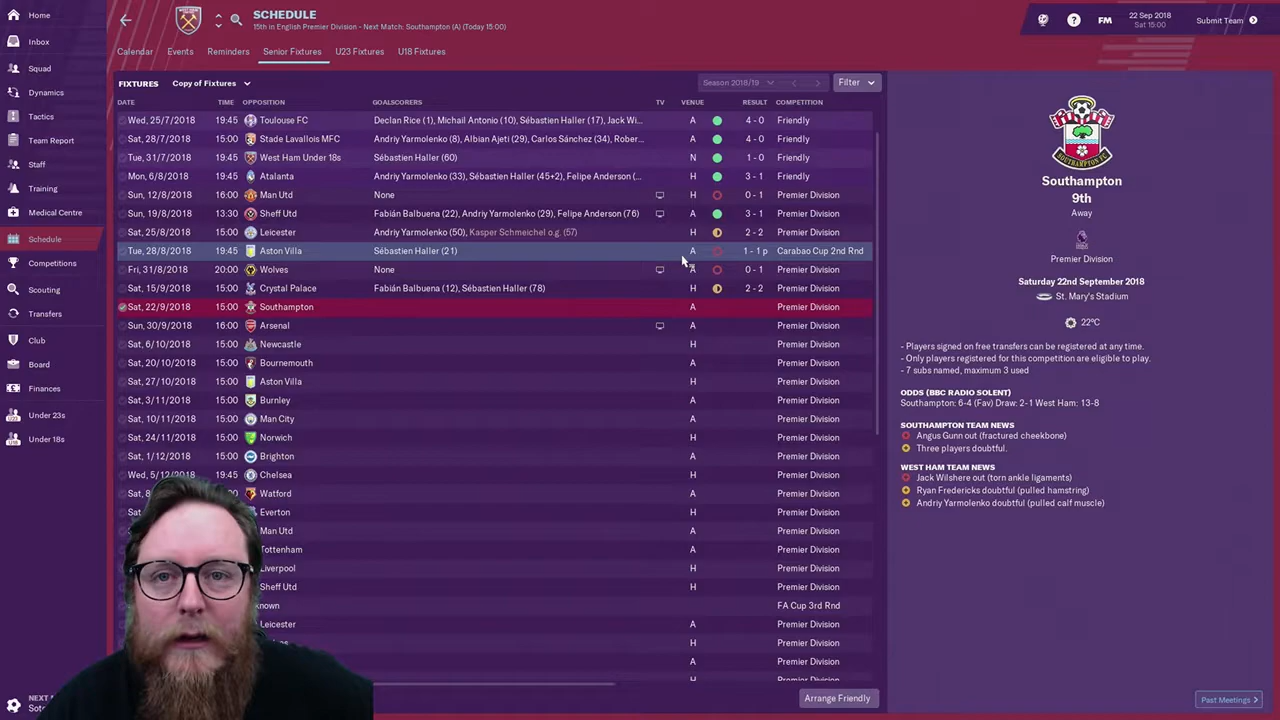 Home
Inbox
Squad
Dynamics
Tactics
Team Report
Staff
Training
Medical Centre
Schedule
Competitions
Scouting
Transfers
Club
Board
Finances
Under 23s
Under 18s
SCHEDULE
15th in English Premier Division - Next Match: Southampton (A) (Today 15:00)
? FM 22 Sep 2018 Sat 15:00 Submit Team
Calendar Events Reminders Senior Fixtures U23 Fixtures U18 Fixtures
FIXTURES Copy of Fixtures Season 2018/19 Filter
DATE TIME OPPOSITION GOALSCORERS TV VENUE RESULT COMPETITION
Wed, 25/7/2018 19:45 Toulouse FC Declan Rice (1), Michail Antonio (10), Sébastien Haller (17), Jack Wi... A 4 - 0 Friendly
Sat, 28/7/2018 15:00 Stade Lavallois MFC Andriy Yarmolenko (8), Albian Ajeti (29), Carlos Sánchez (34), Rober... A 4 - 0 Friendly
Tue, 31/7/2018 19:45 West Ham Under 18s Sébastien Haller (60) N 1 - 0 Friendly
Mon, 6/8/2018 19:45 Atalanta Andriy Yarmolenko (33), Sébastien Haller (45+2), Felipe Anderson (... H 3 - 1 Friendly
Sun, 12/8/2018 16:00 Man Utd None H 0 - 1 Premier Division
Sun, 19/8/2018 13:30 Sheff Utd Fabián Balbuena (22), Andriy Yarmolenko (29), Felipe Anderson (76) A 3 - 1 Premier Division
Sat, 25/8/2018 15:00 Leicester Andriy Yarmolenko (50), Kasper Schmeichel o.g. (57) H 2 - 2 Premier Division
Tue, 28/8/2018 19:45 Aston Villa Sébastien Haller (21) A 1 - 1 p Carabao Cup 2nd Rnd
Fri, 31/8/2018 20:00 Wolves None A 0 - 1 Premier Division
Sat, 15/9/2018 15:00 Crystal Palace Fabián Balbuena (12), Sébastien Haller (78) H 2 - 2 Premier Division
Sat, 22/9/2018 15:00 Southampton A Premier Division
Sun, 30/9/2018 16:00 Arsenal A Premier Division
Sat, 6/10/2018 15:00 Newcastle H Premier Division
Sat, 20/10/2018 15:00 Bournemouth A Premier Division
Sat, 27/10/2018 15:00 Aston Villa H Premier Division
Sat, 3/11/2018 15:00 Burnley A Premier Division
Sat, 10/11/2018 15:00 Man City A Premier Division
Sat, 24/11/2018 15:00 Norwich H Premier Division
Sat, 1/12/2018 15:00 Brighton A Premier Division
Wed, 5/12/2018 19:45 Chelsea H Premier Division
Sat, 8 Watford A Premier Division
Sat, Everton H Premier Division
Man Utd A Premier Division
Tottenham A Premier Division
Liverpool H Premier Division
Sheff Utd H Premier Division
known FA Cup 3rd Rnd
Leicester A Premier Division
H Premier Division
A Premier Division
H
Arrange Friendly
Southampton
9th
Away
Premier Division
Saturday 22nd September 2018
St. Mary's Stadium
22ºC
- Players signed on free transfers can be registered at any time.
- Only players registered for this competition are eligible to play.
- 7 subs named, maximum 3 used
ODDS (BBC RADIO SOLENT)
Southampton: 6-4 (Fav) Draw: 2-1 West Ham: 13-8
SOUTHAMPTON TEAM NEWS
Angus Gunn out (fractured cheekbone)
Three players doubtful.
WEST HAM TEAM NEWS
Jack Wilshere out (torn ankle ligaments)
Ryan Fredericks doubtful (pulled hamstring)
Andriy Yarmolenko doubtful (pulled calf muscle)
Past Meetings